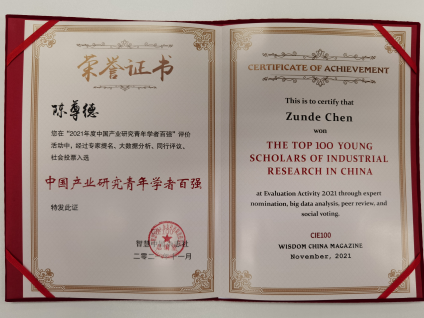 荣誉证书
陈尊德
您在“2021年度中国产业研究青年学者百强”评价
活动中，经过专家提名、大数据分析、同行评议、
社会投票入选
中国产业研究青年学者百强
特发此证
智慧
社
二零二
一月
CERTIFICATE OF ACHIEVEMENT
This is to certify that
Zunde Chen
won
THE TOP 100 YOUNG
SCHOLARS OF INDUSTRIAL
RESEARCH IN CHINA
at Evaluation Activity 2021 through expert
nomination, big data analysis, peer review, and
social voting.
CIE100
WISDOM CHINA MAGAZINE
November, 2021